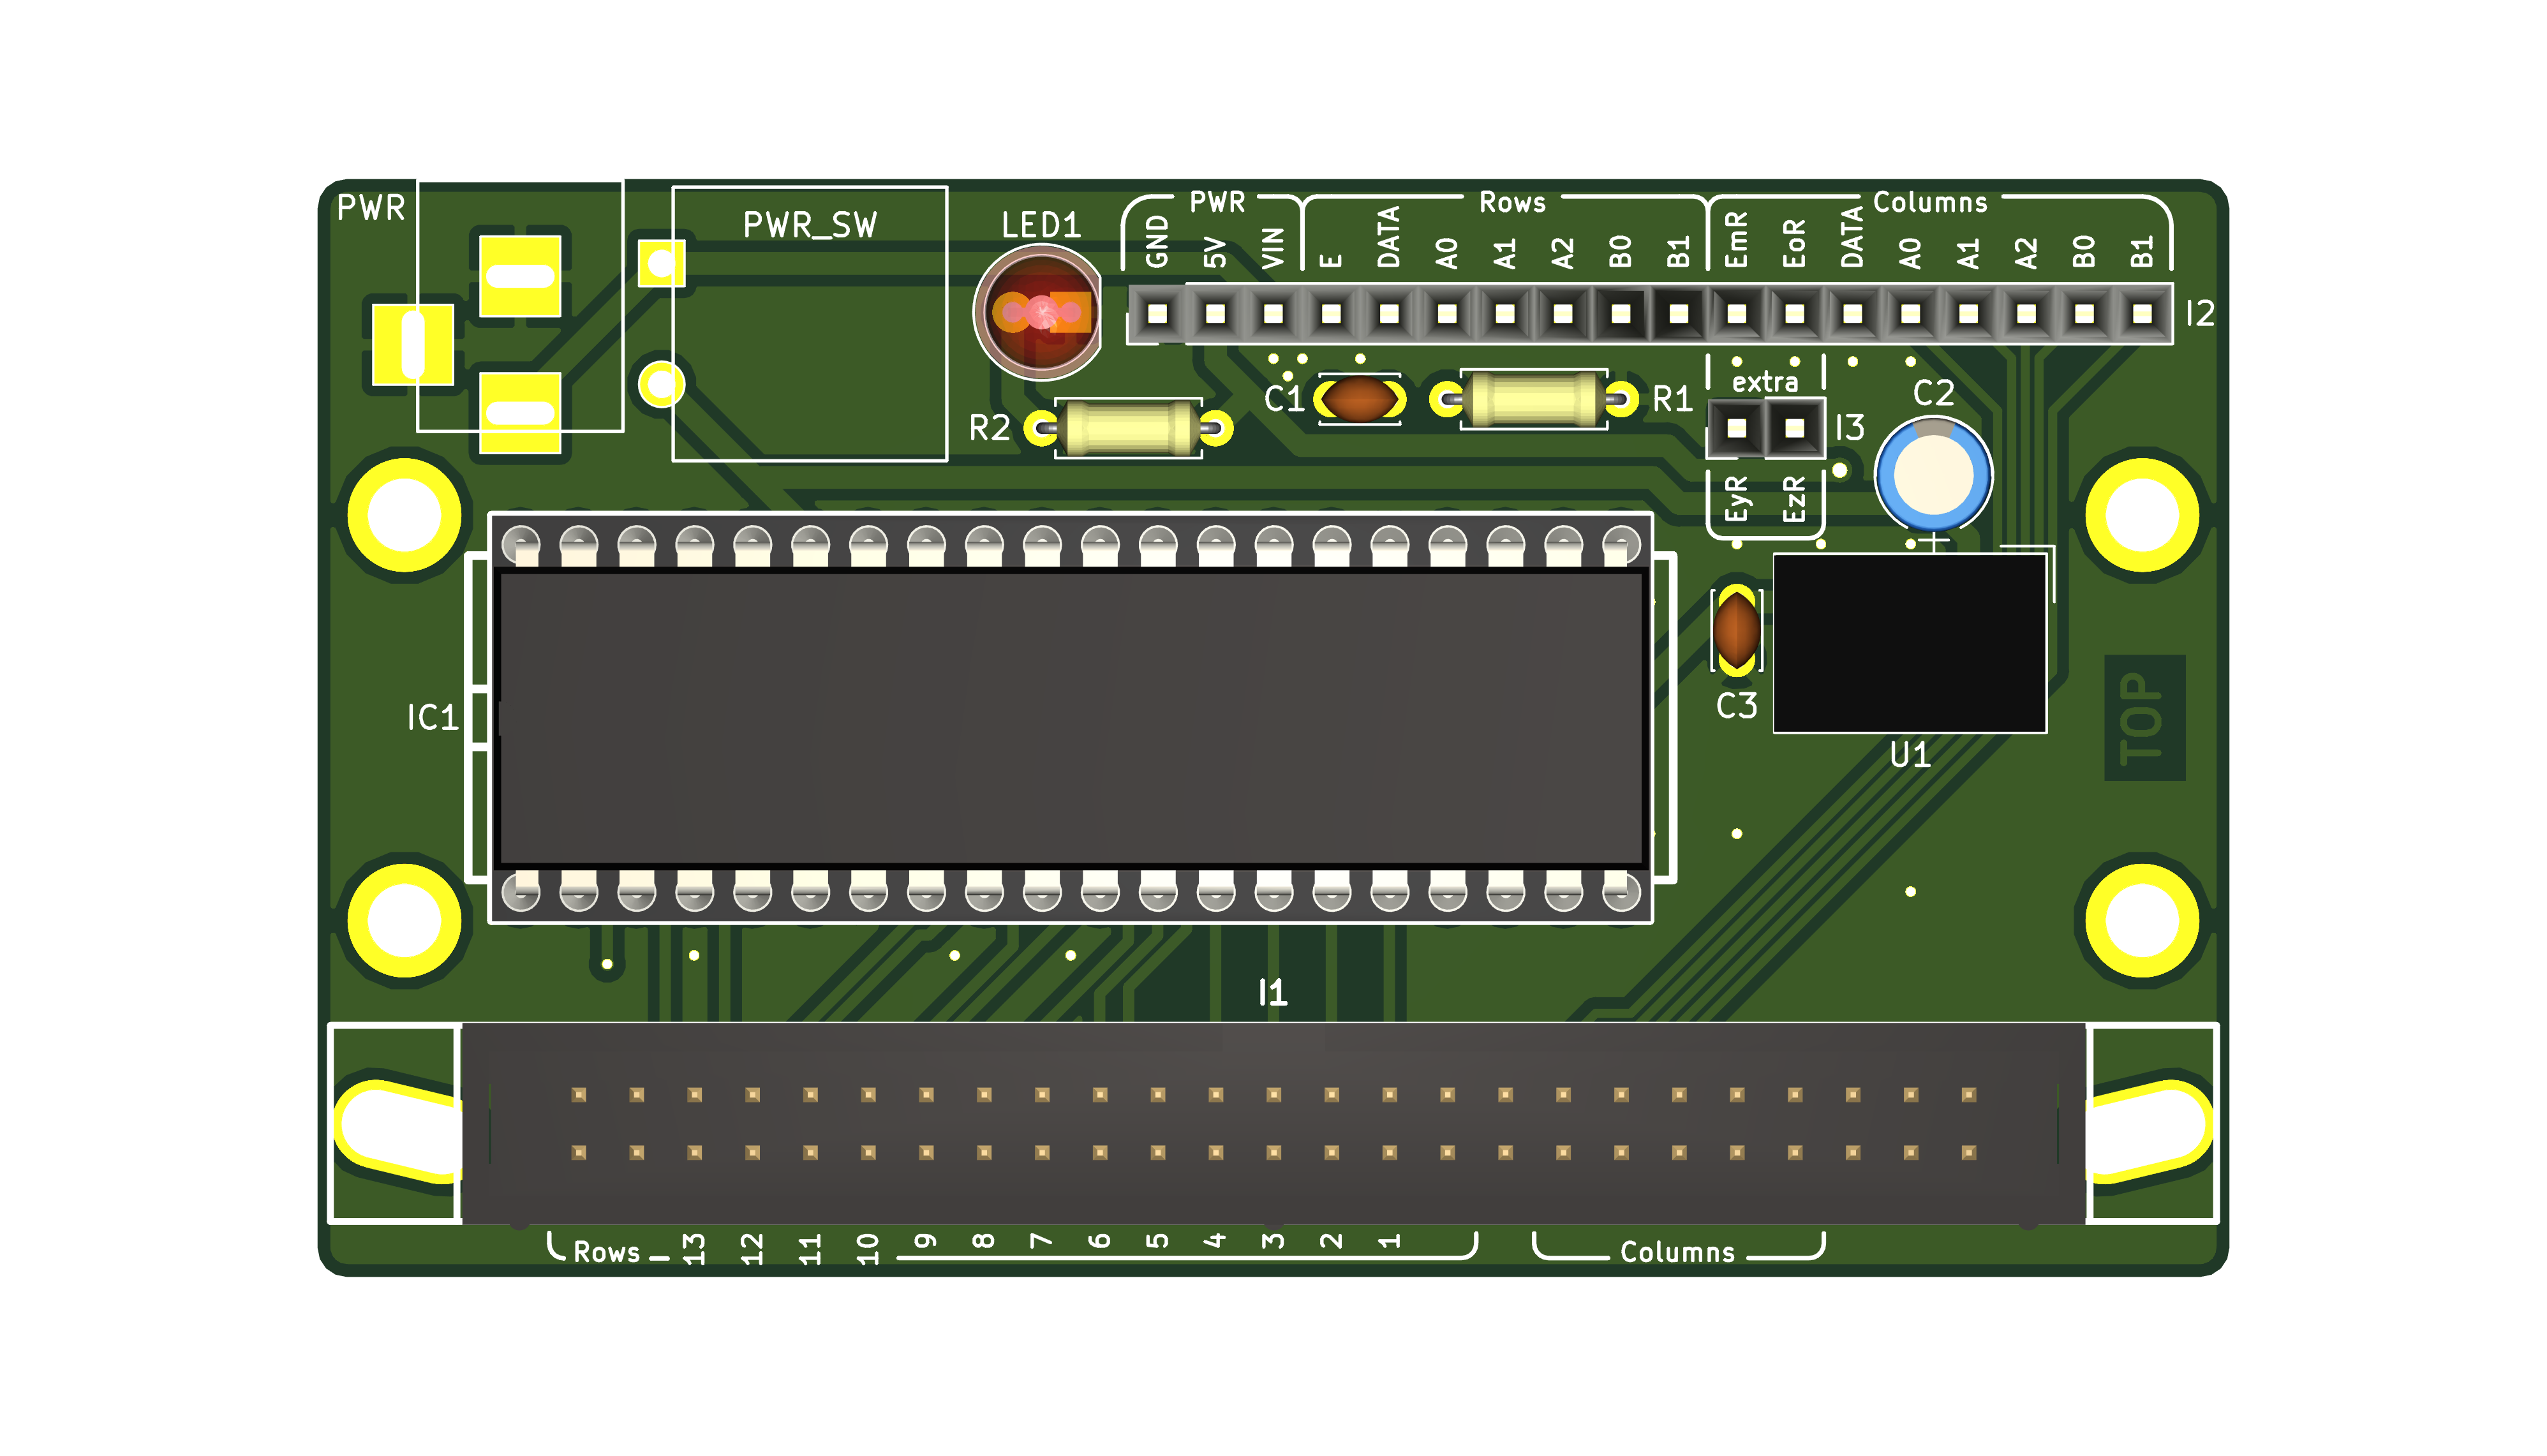 PWR
PWR_SW
LED1
PWR
Rows
Columns
GND
5V
VIN
E
DATA
A0
A1
A2
B0
B1
EmR
EoR
DATA
A0
A1
A2
B0
B1
I2
R2
C1
R1
extra
I3
C2
EyR
EzR
IC1
C3
U1
TOP
I1
Rows
13
12
11
10
9
8
7
6
5
4
3
2
1
Columns